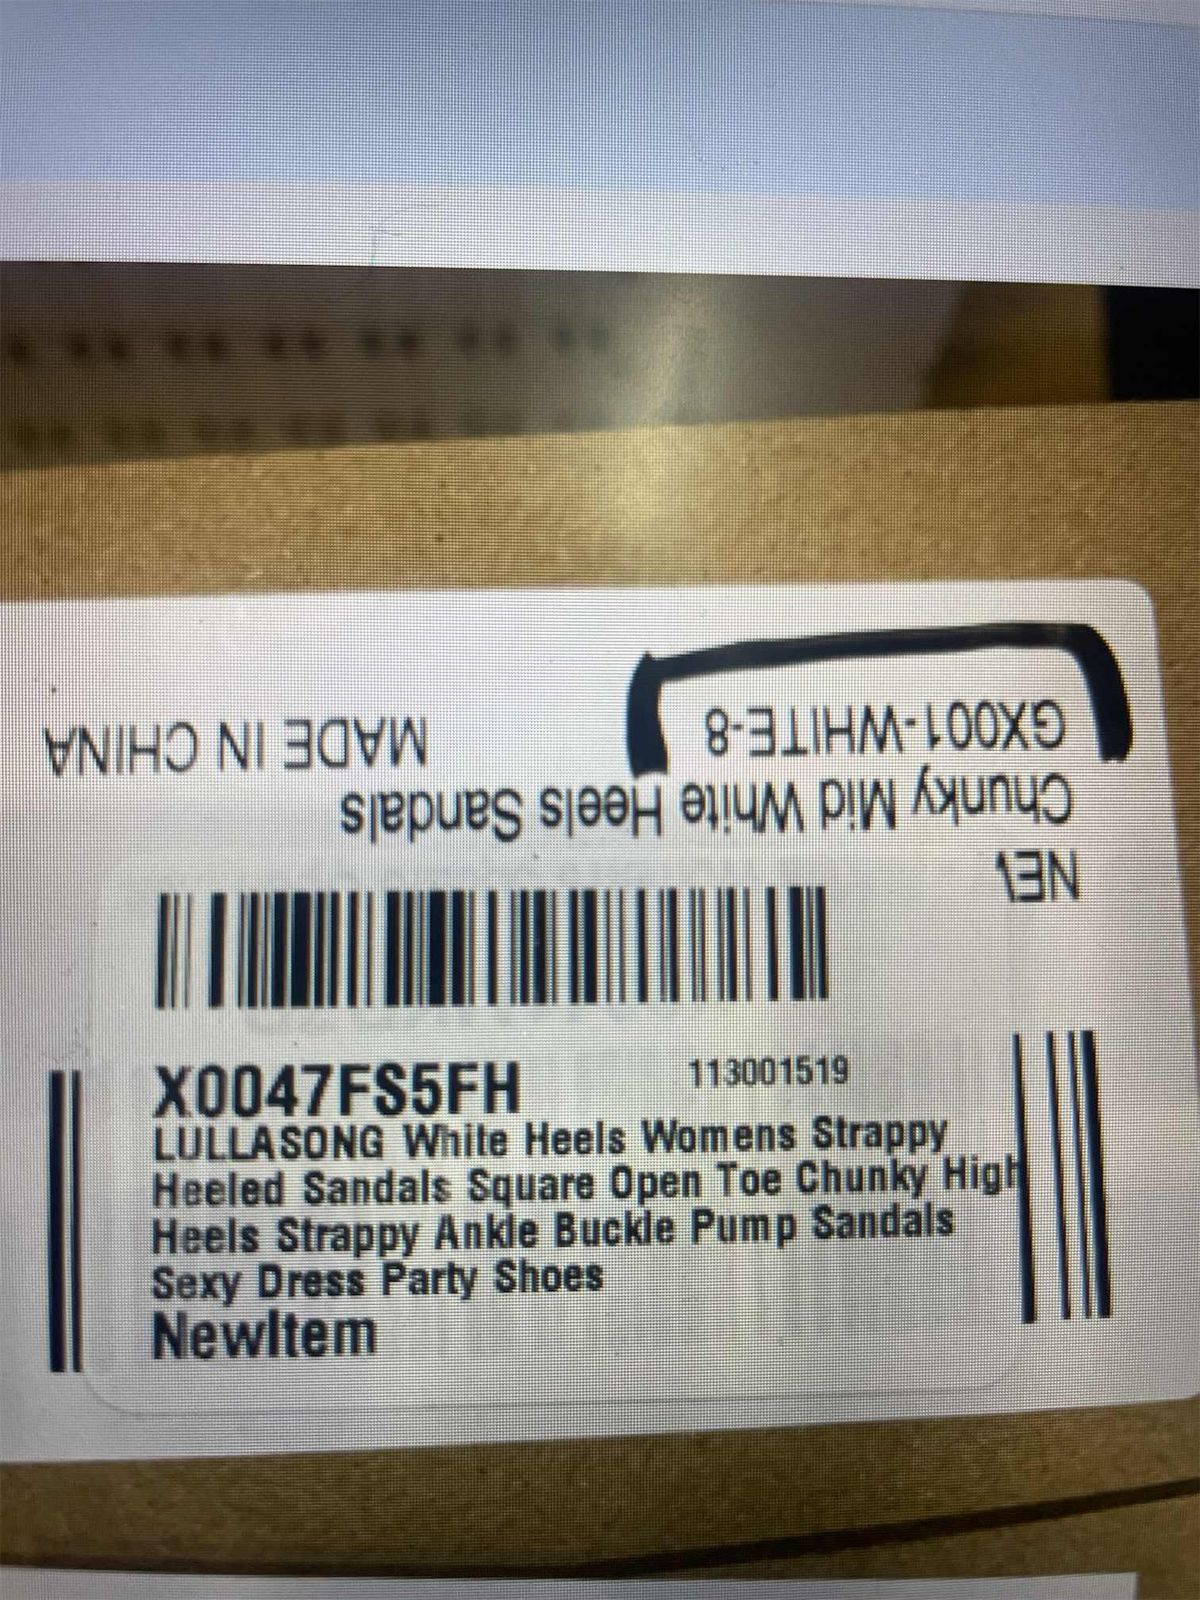 MADE IN CHINA
GX001-WHITE-8
Chunky Mid White Heels Sandals
X0047FS5FH
113001519
LULLASONG White Heels Womens Strappy
Heeled Sandals Square Open Toe Chunky High
Heels Strappy Ankle Buckle Pump Sandals
Sexy Dress Party Shoes
NewItem